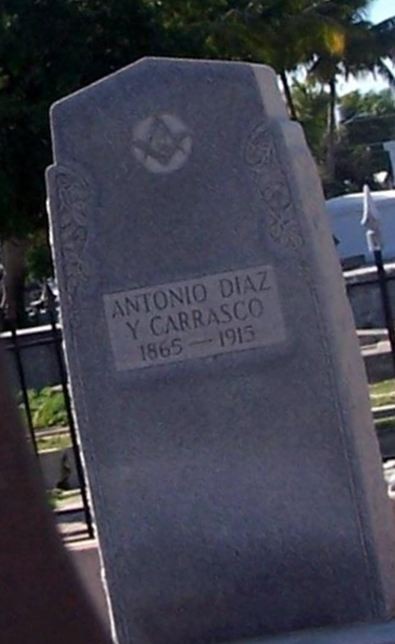 ANTONIO DIAZ
Y CARRASCO
1865 — 1915